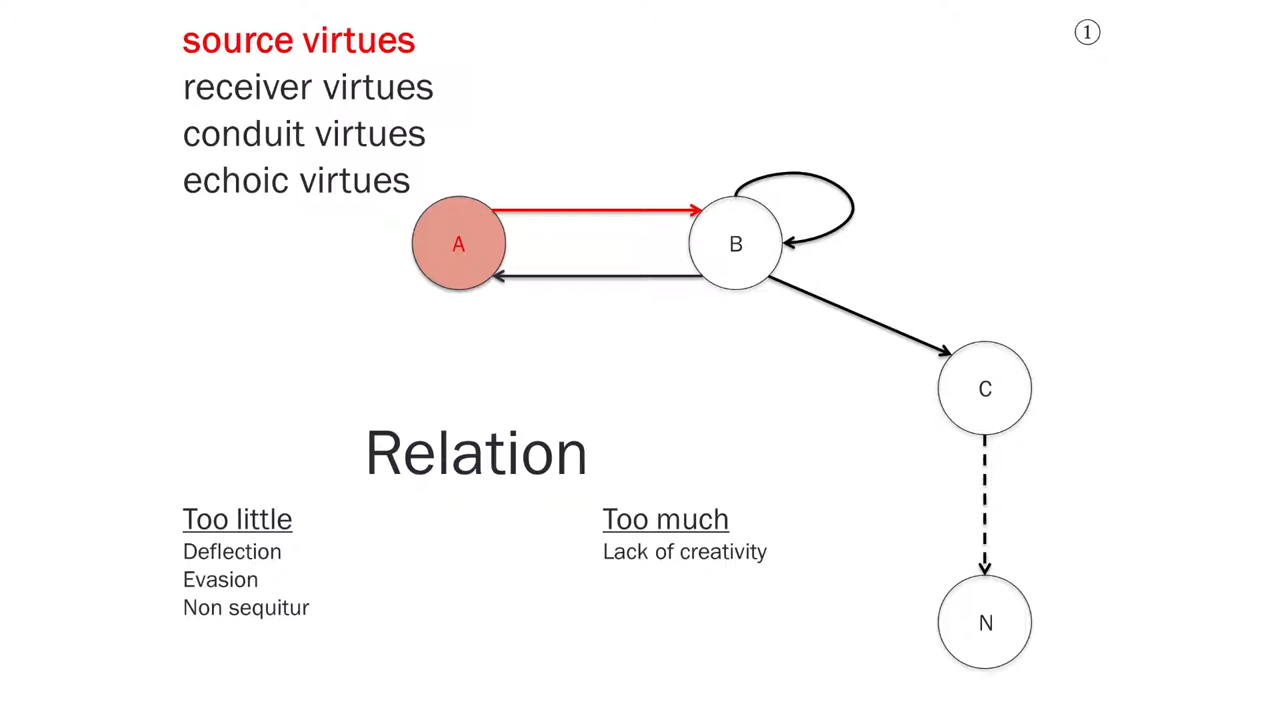 source virtues
①
receiver virtues
conduit virtues
echoic virtues
A
B
C
Relation
Too little
Too much
Deflection
Lack of creativity
Evasion
Non sequitur
N